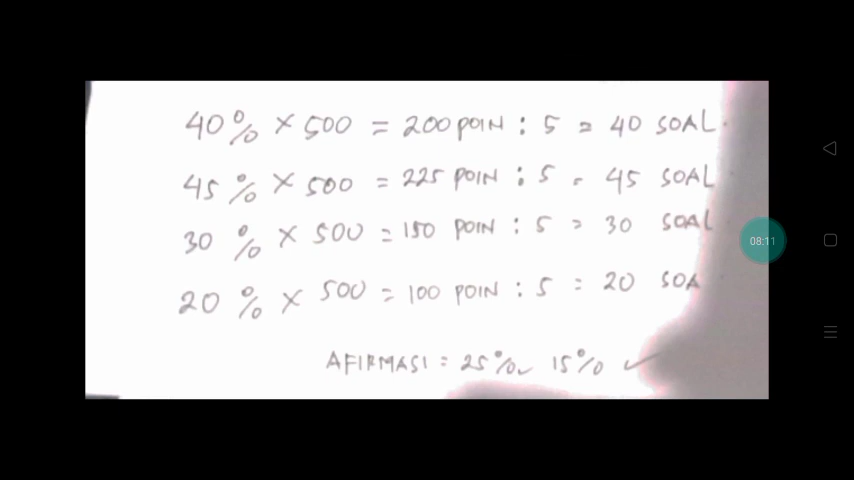 40% × 500 = 200 POIN : 5 = 40 SOAL.
45% × 500 = 225 POIN : 5 = 45 SOAL
30% × 500 = 150 POIN : 5 = 30 SOAL
20% × 500 = 100 POIN : 5 = 20 SOA
AFIRMASI = 25% ✓ 15% ✓
08:11